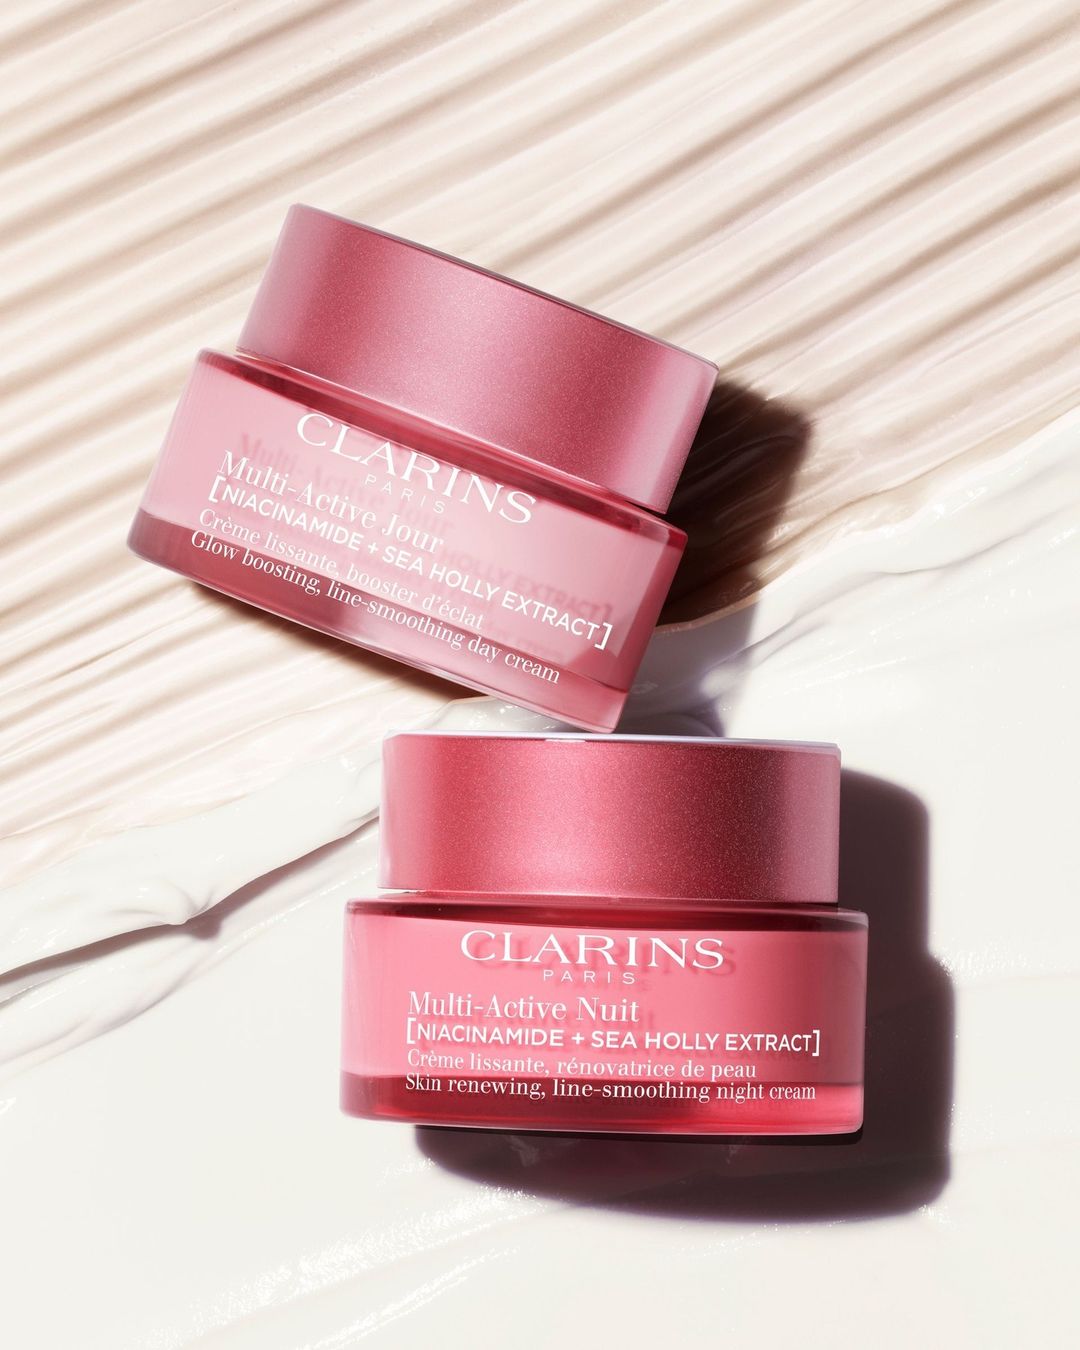 CLARINS
PARIS
Multi-Active Jour
[NIACINAMIDE + SEA HOLLY EXTRACT]
Crème lissante, booster d'éclat
Glow boosting, line-smoothing day cream
CLARINS
PARIS
Multi-Active Nuit
[NIACINAMIDE + SEA HOLLY EXTRACT]
Crème lissante, rénovatrice de peau
Skin renewing, line-smoothing night cream